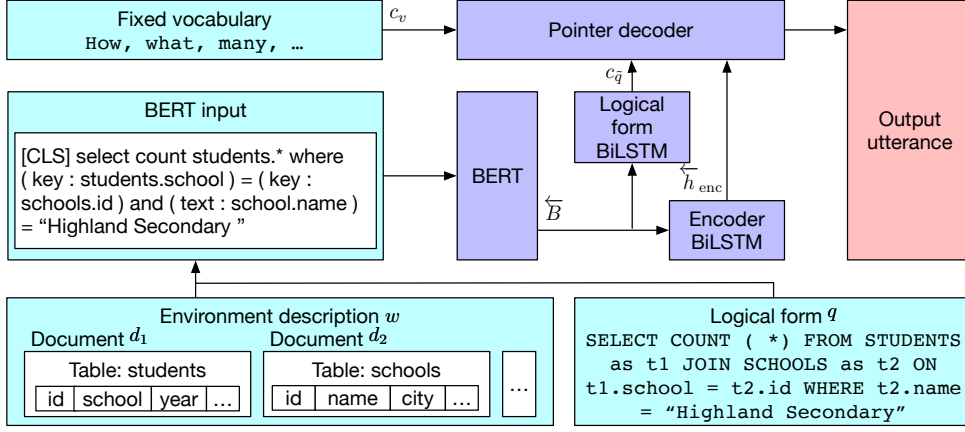 Fixed vocabulary
How, what, many, …
c_v
Pointer decoder
c_q̃
BERT input
[CLS] select count students.* where
( key : students.school ) = ( key :
schools.id ) and ( text : school.name )
= “Highland Secondary ”
BERT
Logical
form
BiLSTM
Output
utterance
←B
←h enc
Encoder
BiLSTM
Environment description w
Document d1
Table: students
id school year …
Document d2
Table: schools
id name city …
…
Logical form q
SELECT COUNT ( *) FROM STUDENTS
as t1 JOIN SCHOOLS as t2 ON
t1.school = t2.id WHERE t2.name
= “Highland Secondary”